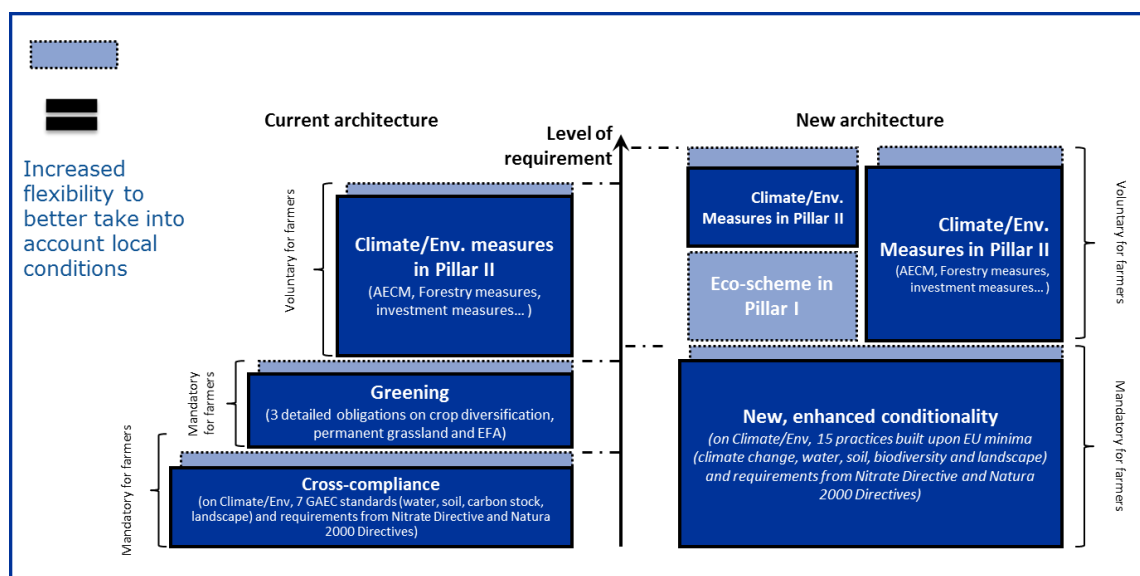 Increased
flexibility to
better take into
account local
conditions
Current architecture
Level of
requirement
New architecture
Voluntary for farmers
Climate/Env. measures
in Pillar II
(AECM, Forestry measures,
investment measures... )
Mandatory
for farmers
Greening
(3 detailed obligations on crop diversification,
permanent grassland and EFA)
Mandatory for farmers
Cross-compliance
(on Climate/Env, 7 GAEC standards (water, soil, carbon stock,
landscape) and requirements from Nitrate Directive and Natura
2000 Directives)
Climate/Env.
Measures in Pillar II
Eco-scheme in
Pillar I
Climate/Env.
Measures in Pillar II
(AECM, Forestry measures,
investment measures... )
Voluntary for farmers
New, enhanced conditionality
(on Climate/Env, 15 practices built upon EU minima
(climate change, water, soil, biodiversity and landscape)
and requirements from Nitrate Directive and Natura
2000 Directives)
Mandatory for farmers